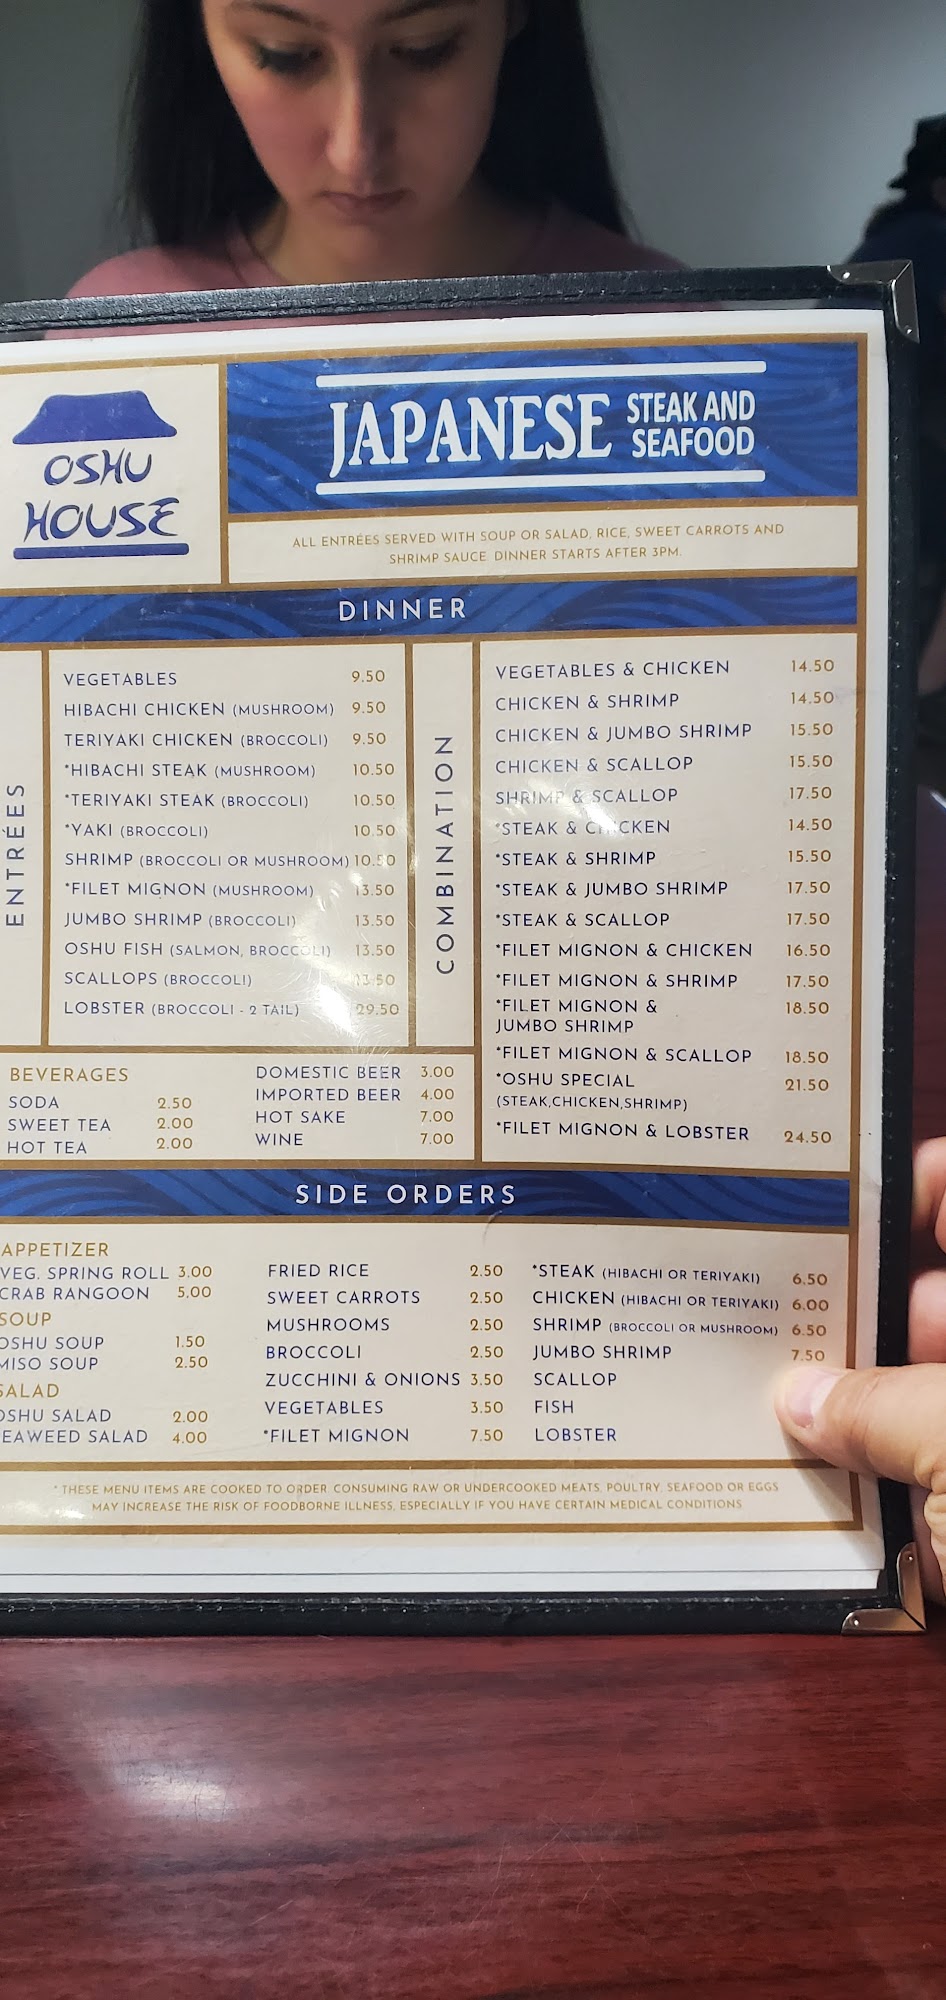 OSHU
HOUSE
JAPANESE STEAK AND
SEAFOOD
ALL ENTRÉES SERVED WITH SOUP OR SALAD, RICE, SWEET CARROTS AND
SHRIMP SAUCE. DINNER STARTS AFTER 3PM.
DINNER
ENTRÉES
VEGETABLES 9.50
HIBACHI CHICKEN (MUSHROOM) 9.50
TERIYAKI CHICKEN (BROCCOLI) 9.50
*HIBACHI STEAK (MUSHROOM) 10.50
*TERIYAKI STEAK (BROCCOLI) 10.50
*YAKI (BROCCOLI) 10.50
SHRIMP (BROCCOLI OR MUSHROOM) 10.50
*FILET MIGNON (MUSHROOM) 13.50
JUMBO SHRIMP (BROCCOLI) 13.50
OSHU FISH (SALMON, BROCCOLI) 13.50
SCALLOPS (BROCCOLI) 13.50
LOBSTER (BROCCOLI - 2 TAIL) 29.50
COMBINATION
VEGETABLES & CHICKEN 14.50
CHICKEN & SHRIMP 14.50
CHICKEN & JUMBO SHRIMP 15.50
CHICKEN & SCALLOP 15.50
SHRIMP & SCALLOP 17.50
*STEAK & CHICKEN 14.50
*STEAK & SHRIMP 15.50
*STEAK & JUMBO SHRIMP 17.50
*STEAK & SCALLOP 17.50
*FILET MIGNON & CHICKEN 16.50
*FILET MIGNON & SHRIMP 17.50
*FILET MIGNON & 18.50
JUMBO SHRIMP
*FILET MIGNON & SCALLOP 18.50
*OSHU SPECIAL 21.50
(STEAK,CHICKEN,SHRIMP)
*FILET MIGNON & LOBSTER 24.50
BEVERAGES
SODA 2.50
SWEET TEA 2.00
HOT TEA 2.00
DOMESTIC BEER 3.00
IMPORTED BEER 4.00
HOT SAKE 7.00
WINE 7.00
SIDE ORDERS
APPETIZER
VEG. SPRING ROLL 3.00
CRAB RANGOON 5.00
SOUP
OSHU SOUP 1.50
MISO SOUP 2.50
SALAD
OSHU SALAD 2.00
EAWEED SALAD 4.00
FRIED RICE 2.50
SWEET CARROTS 2.50
MUSHROOMS 2.50
BROCCOLI 2.50
ZUCCHINI & ONIONS 3.50
VEGETABLES 3.50
*FILET MIGNON 7.50
*STEAK (HIBACHI OR TERIYAKI) 6.50
CHICKEN (HIBACHI OR TERIYAKI) 6.00
SHRIMP (BROCCOLI OR MUSHROOM) 6.50
JUMBO SHRIMP 7.50
SCALLOP
FISH
LOBSTER
* THESE MENU ITEMS ARE COOKED TO ORDER. CONSUMING RAW OR UNDERCOOKED MEATS, POULTRY, SEAFOOD OR EGGS
MAY INCREASE THE RISK OF FOODBORNE ILLNESS, ESPECIALLY IF YOU HAVE CERTAIN MEDICAL CONDITIONS